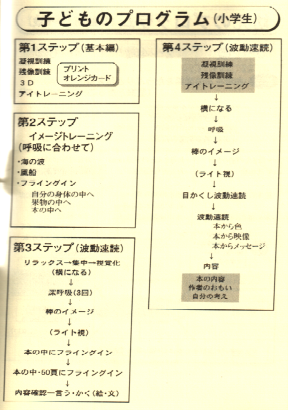 子どものプログラム(小学生)
第1ステップ(基本編)
凝視訓練
残像訓練
3D
アイトレーニング
プリント
オレンジカード
第2ステップ
イメージトレーニング
(呼吸に合わせて)
・海の波
・風船
・フライングイン
自分の身体の中へ
果物の中へ
本の中へ
第3ステップ(波動速読)
リラックス→集中→視覚化
(横になる)
↓
深呼吸(3回)
↓
棒のイメージ
↓
(ライト視)
↓
本の中にフライングイン
↓
本の中・50頁にフライングイン
↓
内容確認一言う・かく(絵・文)
第4ステップ(波動速読)
凝視訓練
残像訓練
アイトレーニング
↓
横になる
↓
呼吸
↓
棒のイメージ
↓
(ライト視)
↓
目かくし波動速読
↓
波動速読
本から色
本から映像
本からメッセージ
↓
内容
本の内容
作者のおもい
自分の考え